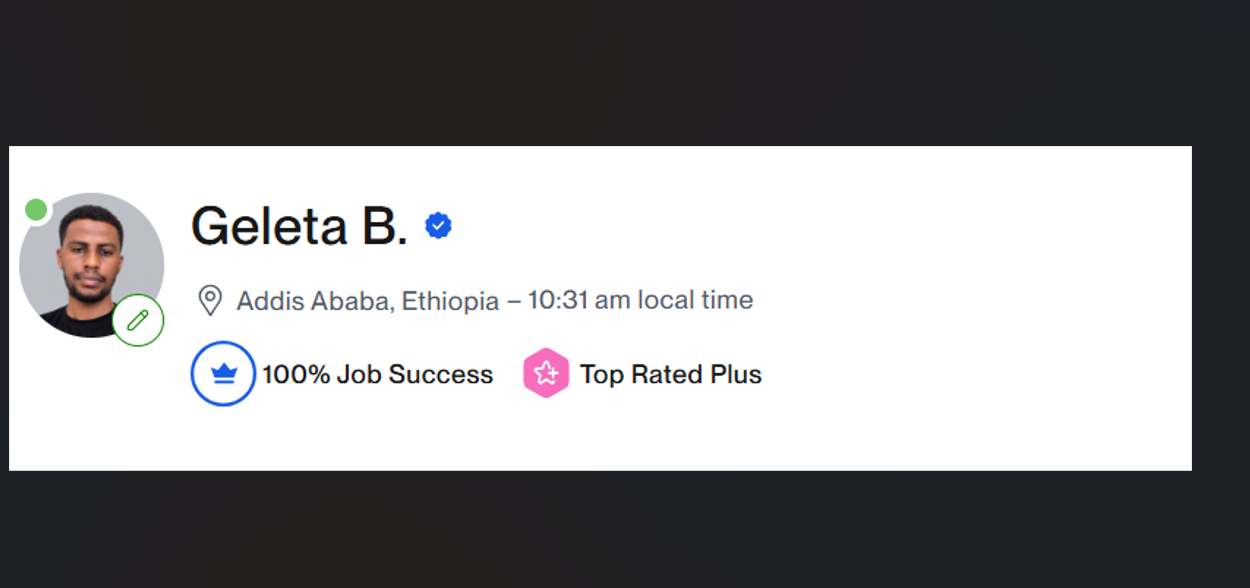 Geleta B.
Addis Ababa, Ethiopia – 10:31 am local time
100% Job Success Top Rated Plus